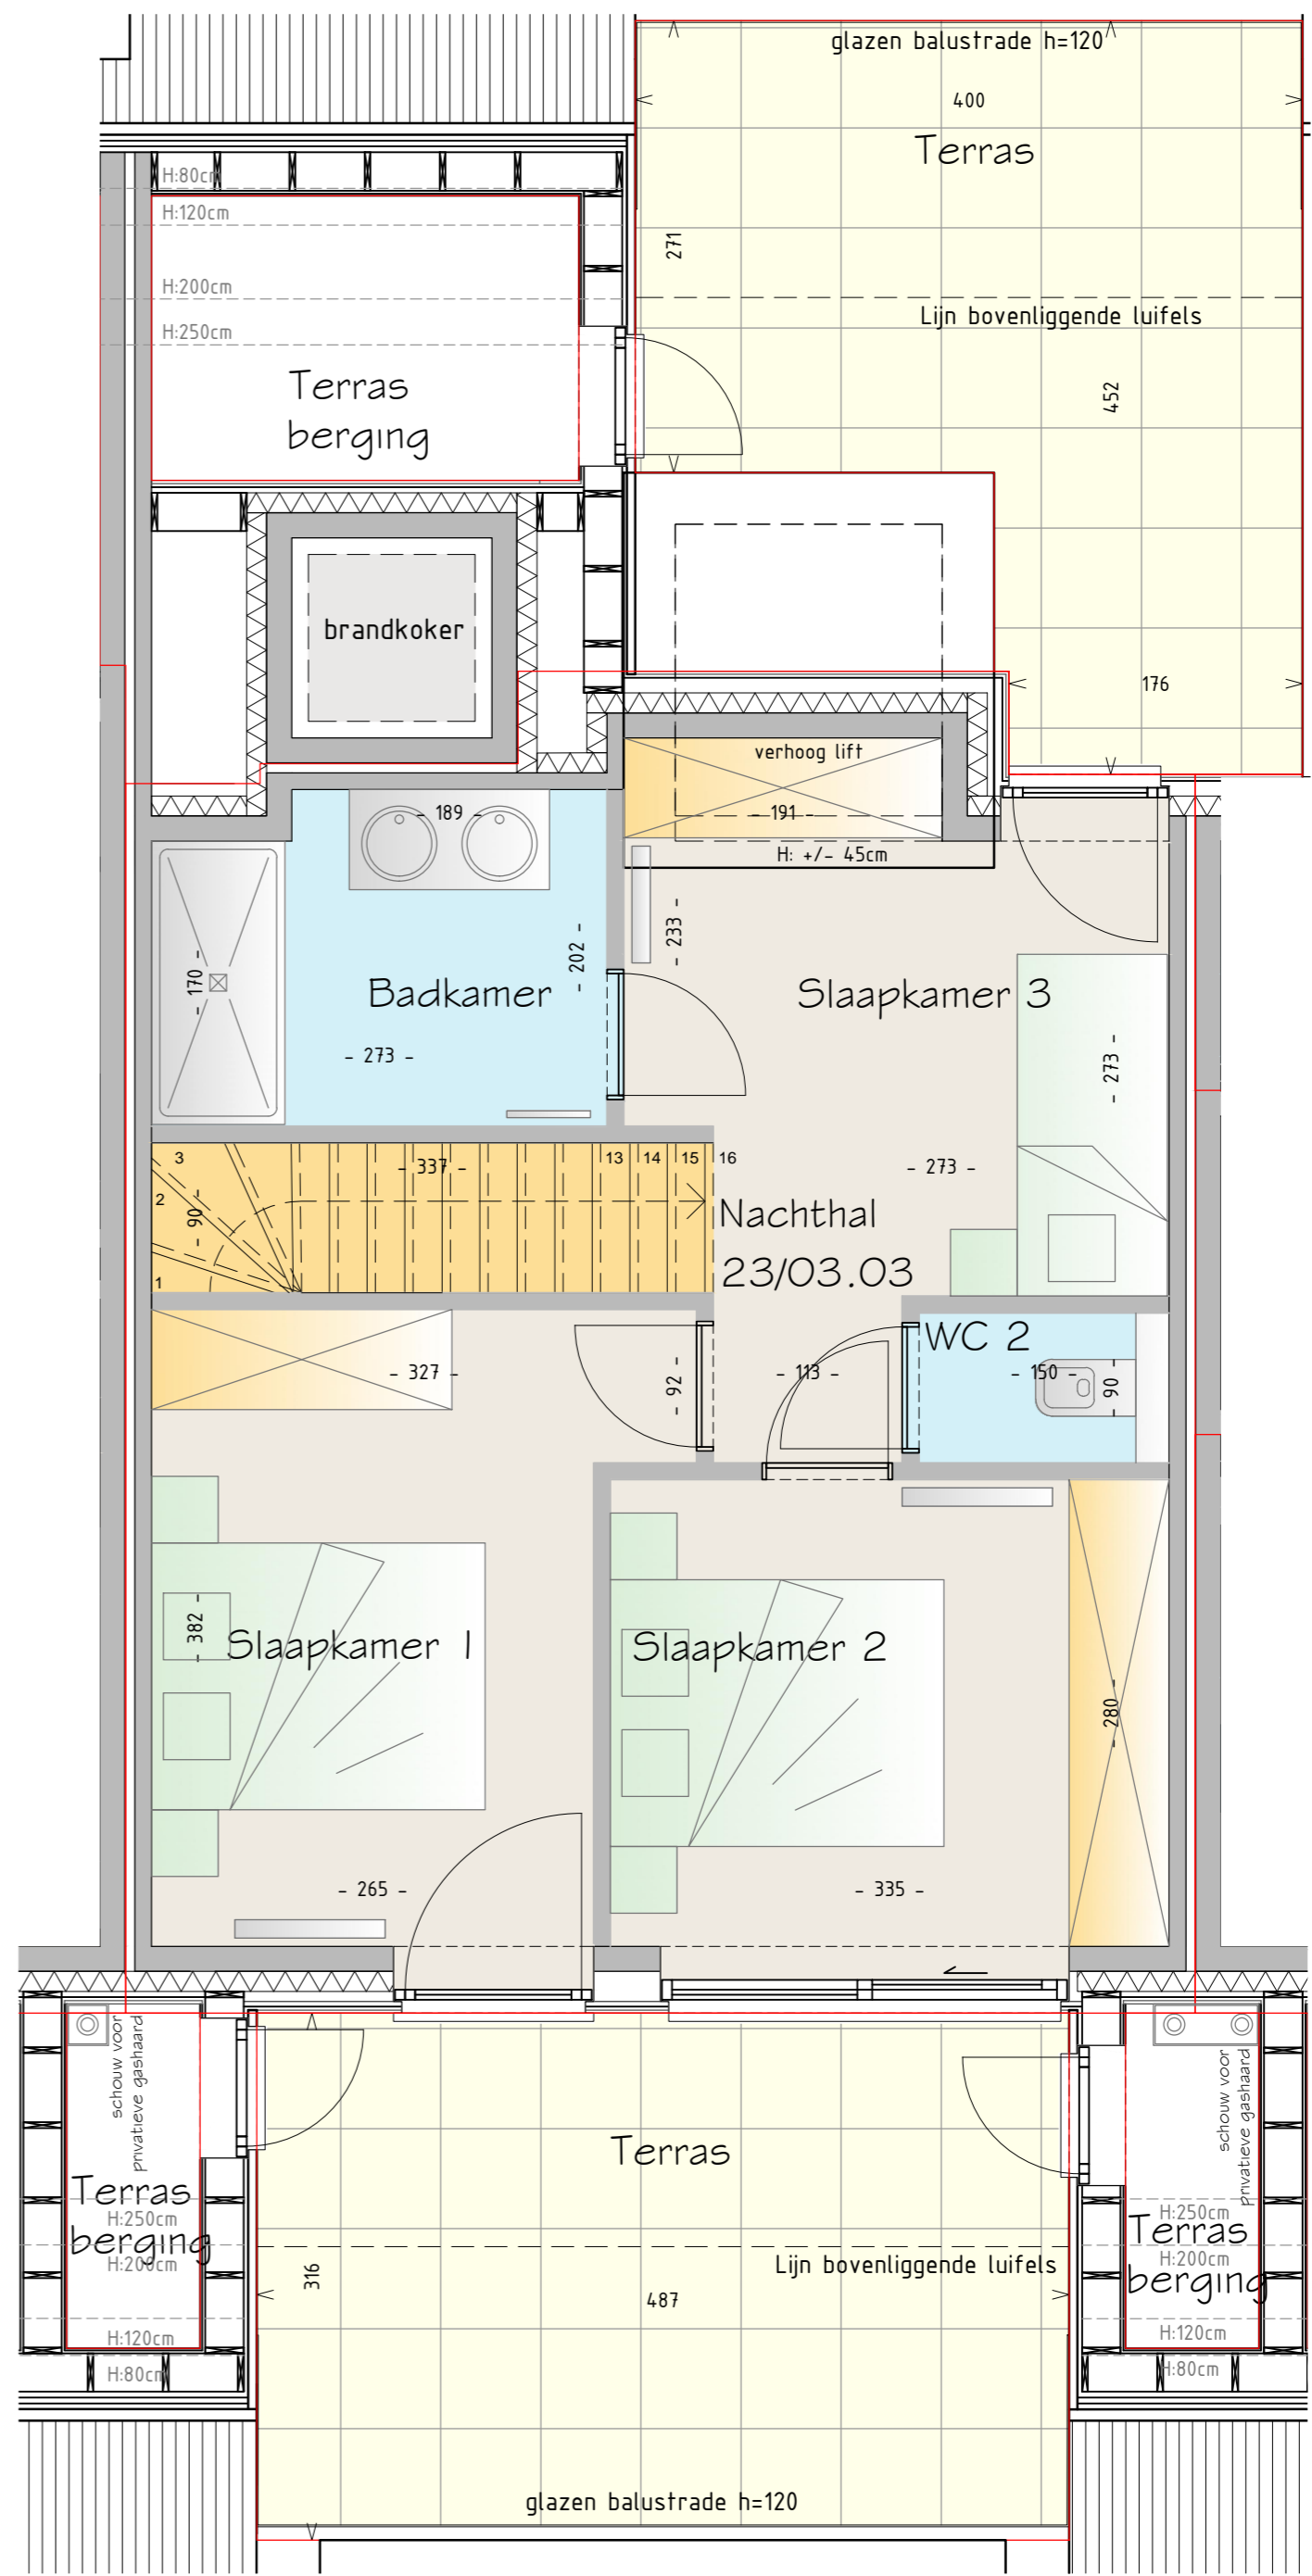 glazen balustrade h=120
400
Terras
H:80cm
H:120cm
271
H:200cm
Lijn bovenliggende luifels
H:250cm
Terras
berging
452
brandkoker
176
verhoog lift
- 189 -
- 191 -
H: +/- 45cm
- 233 -
- 202 -
- 170 -
Badkamer
Slaapkamer 3
- 273 -
- 273 -
3
- 337 -
13
14
15
16
- 273 -
2
- 90 -
Nachthal
1
23/03.03
WC 2
- 327 -
- 92 -
- 113 -
- 150 -
- 90 -
- 382 -
Slaapkamer 1
Slaapkamer 2
- 280 -
- 265 -
- 335 -
schouw voor
privatieve gashaard
schouw voor
privatieve gashaard
Terras
Terras
berging
H:250cm
H:200cm
H:250cm
Terras
H:200cm
berging
Lijn bovenliggende luifels
316
487
H:120cm
H:120cm
H:80cm
H:80cm
glazen balustrade h=120